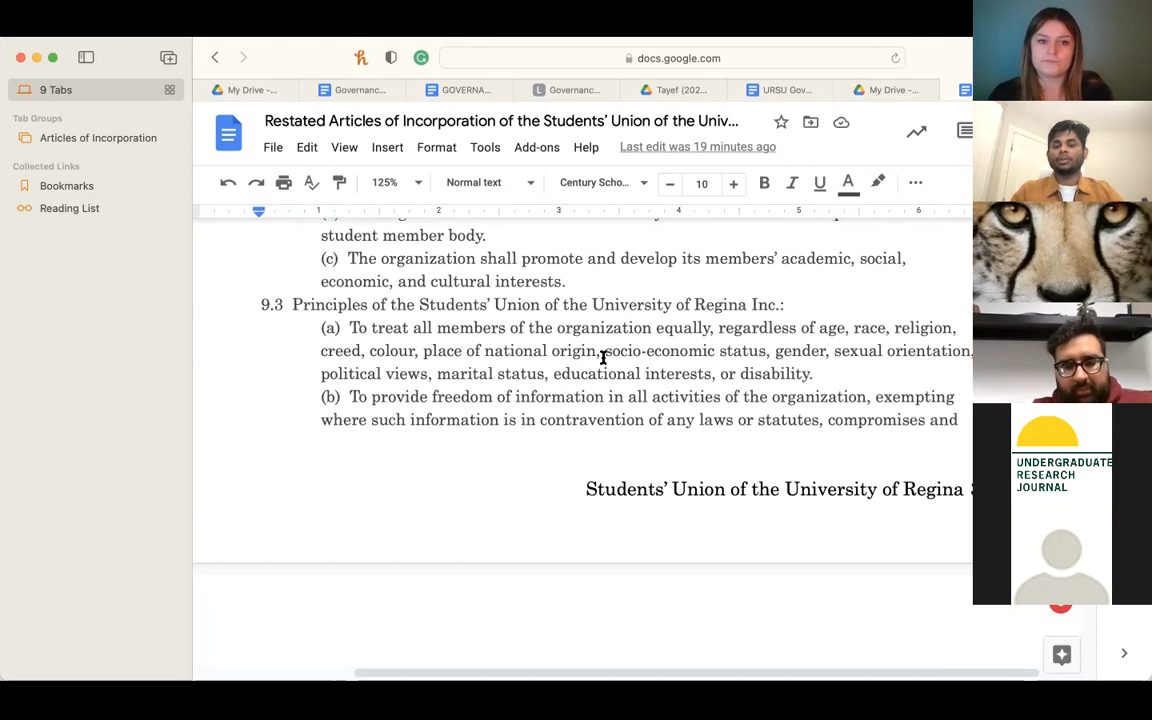 docs.google.com
9 Tabs
My Drive -...
Governanc...
GOVERNA...
L
Governanc...
Tayef (202...
URSU Gov...
My Drive -...
Tab Groups
Articles of Incorporation
Restated Articles of Incorporation of the Students' Union of the Univ...
File Edit View Insert Format Tools Add-ons Help Last edit was 19 minutes ago
Collected Links
Bookmarks
Reading List
125% Normal text Century Scho... − 10 + B I U A
1 2 3 4 5 6
student member body.
(c) The organization shall promote and develop its members' academic, social,
economic, and cultural interests.
9.3 Principles of the Students' Union of the University of Regina Inc.:
(a) To treat all members of the organization equally, regardless of age, race, religion,
creed, colour, place of national origin, socio-economic status, gender, sexual orientation,
political views, marital status, educational interests, or disability.
(b) To provide freedom of information in all activities of the organization, exempting
where such information is in contravention of any laws or statutes, compromises and
Students' Union of the University of Regina
UNDERGRADUATE
RESEARCH
JOURNAL